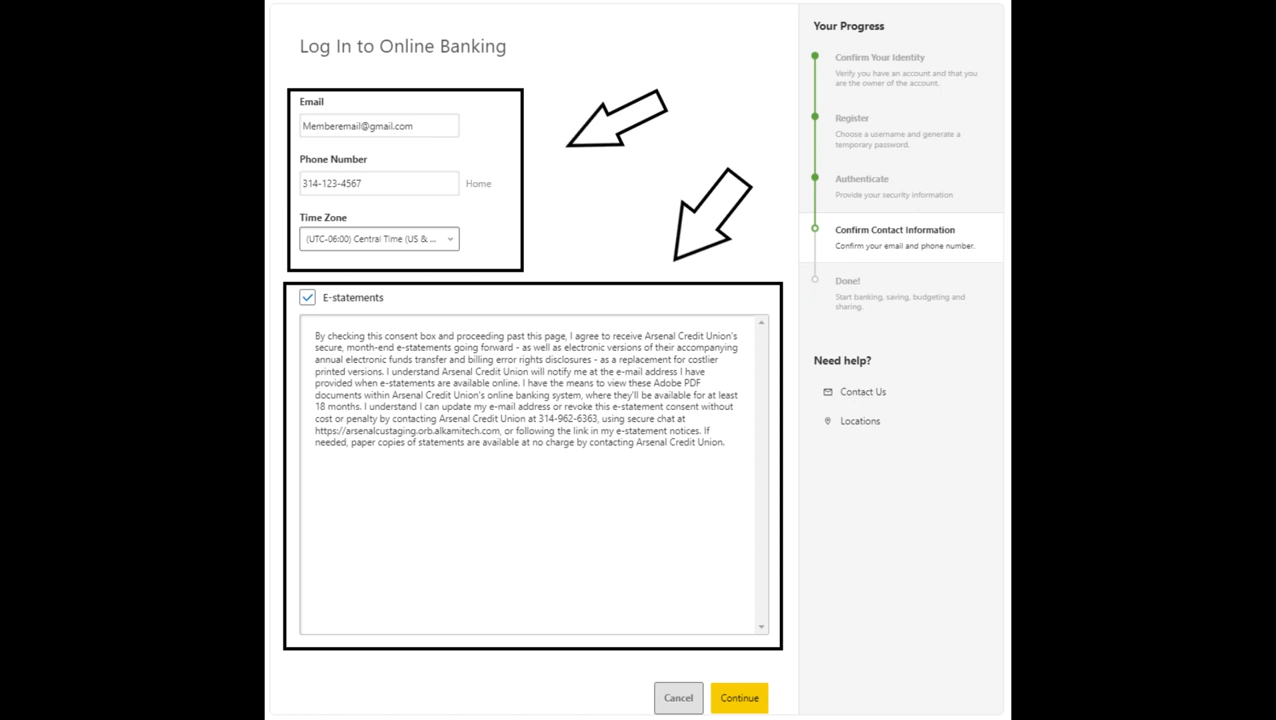 Log In to Online Banking
Email
Memberemail@gmail.com
Phone Number
314-123-4567 Home
Time Zone
(UTC-06:00) Central Time (US & ...
E-statements
By checking this consent box and proceeding past this page, I agree to receive Arsenal Credit Union's
secure, month-end e-statements going forward - as well as electronic versions of their accompanying
annual electronic funds transfer and billing error rights disclosures - as a replacement for costlier
printed versions. I understand Arsenal Credit Union will notify me at the e-mail address I have
provided when e-statements are available online. I have the means to view these Adobe PDF
documents within Arsenal Credit Union's online banking system, where they'll be available for at least
18 months. I understand I can update my e-mail address or revoke this e-statement consent without
cost or penalty by contacting Arsenal Credit Union at 314-962-6363, using secure chat at
https://arsenalcustaging.orb.alkamitech.com, or following the link in my e-statement notices. If
needed, paper copies of statements are available at no charge by contacting Arsenal Credit Union.
Cancel
Continue
Your Progress
Confirm Your Identity
Verify you have an account and that you
are the owner of the account.
Register
Choose a username and generate a
temporary password.
Authenticate
Provide your security information
Confirm Contact Information
Confirm your email and phone number.
Done!
Start banking, saving, budgeting and
sharing.
Need help?
Contact Us
Locations